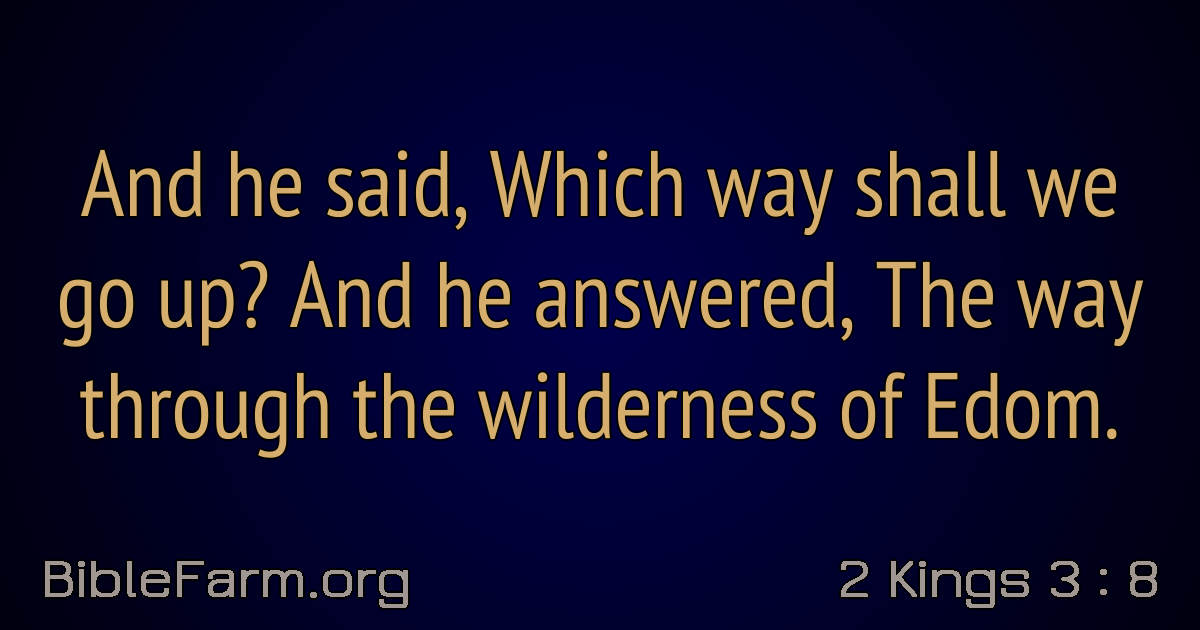 And he said, Which way shall we
go up? And he answered, The way
through the wilderness of Edom.
BibleFarm.org
2 Kings 3 : 8